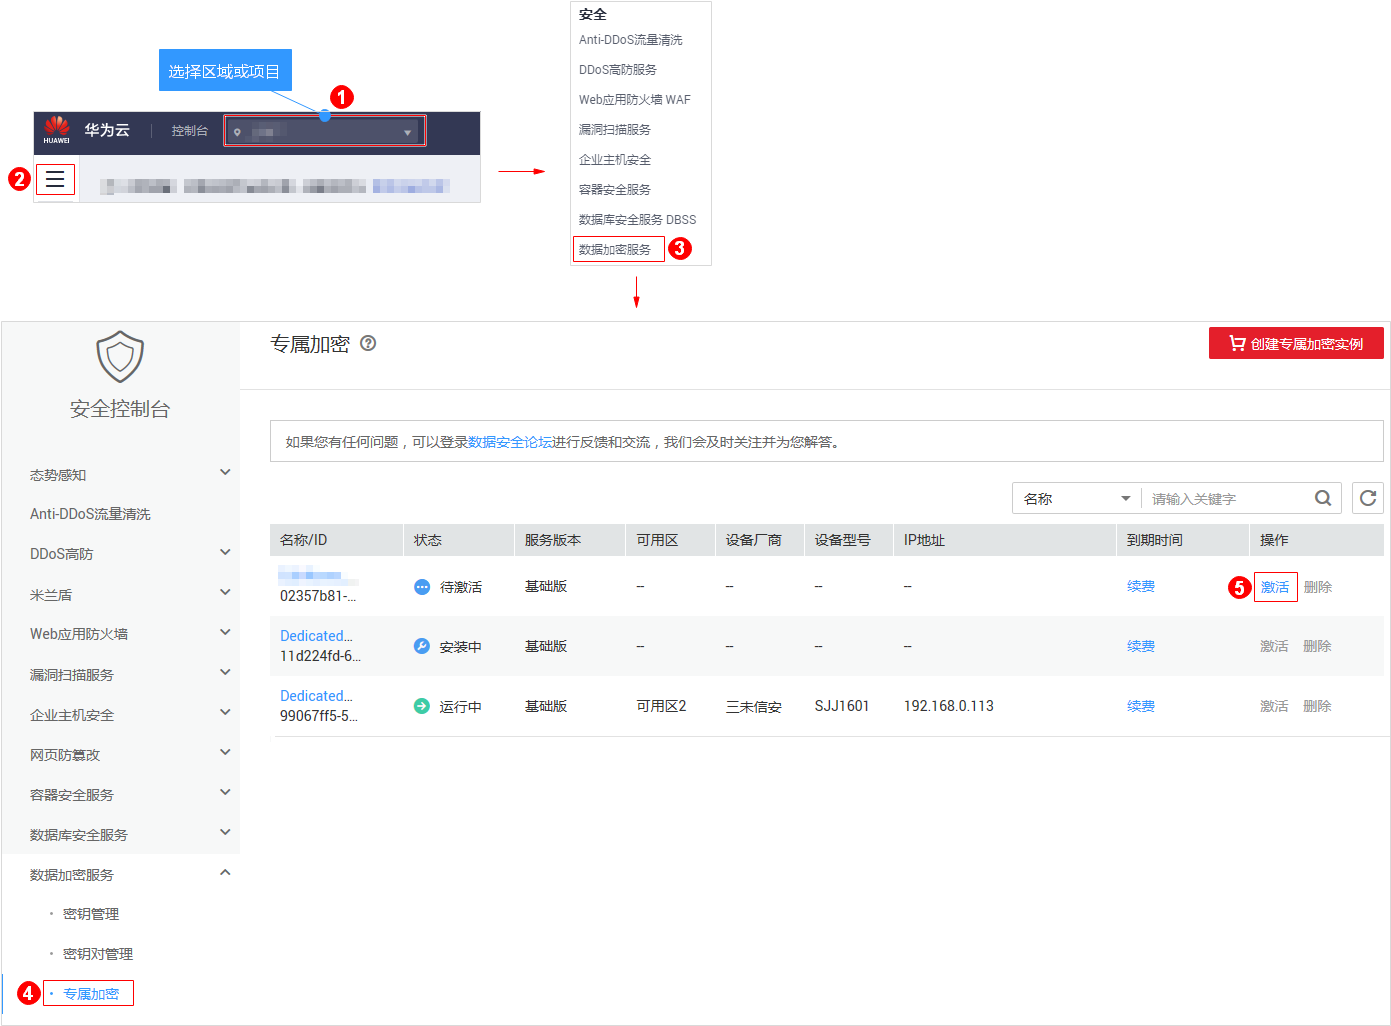 安全
Anti-DDoS流量清洗
DDoS高防服务
Web应用防火墙 WAF
漏洞扫描服务
企业主机安全
容器安全服务
数据库安全服务 DBSS
数据加密服务
3
选择区域或项目
1
HUAWEI
华为云
控制台
2
安全控制台
态势感知
Anti-DDoS流量清洗
DDoS高防
米兰盾
Web应用防火墙
漏洞扫描服务
企业主机安全
网页防篡改
容器安全服务
数据库安全服务
数据加密服务
· 密钥管理
· 密钥对管理
4
· 专属加密
专属加密 ?
创建专属加密实例
如果您有任何问题，可以登录数据安全论坛进行反馈和交流，我们会及时关注并为您解答。
名称 请输入关键字
名称/ID 状态 服务版本 可用区 设备厂商 设备型号 IP地址 到期时间 操作
02357b81-... 待激活 基础版 -- -- -- -- 续费 5 激活 删除
Dedicated...
11d224fd-6... 安装中 基础版 -- -- -- -- 续费 激活 删除
Dedicated...
99067ff5-5... 运行中 基础版 可用区2 三未信安 SJJ1601 192.168.0.113 续费 激活 删除